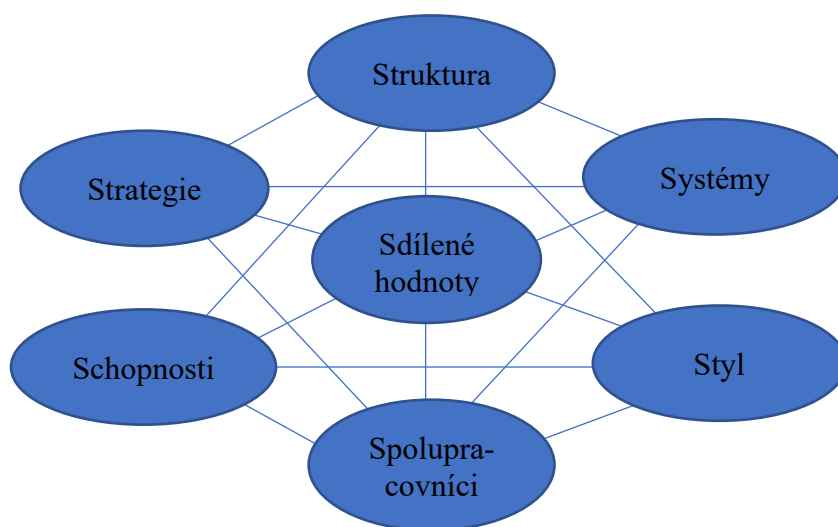 Struktura
Strategie
Systémy
Sdílené
hodnoty
Schopnosti
Styl
Spolupra-
covníci